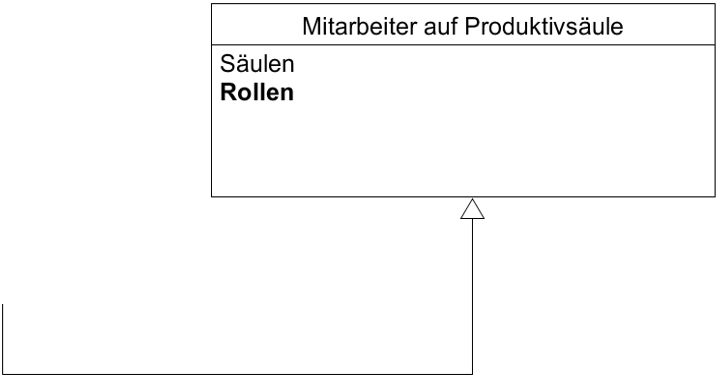 Mitarbeiter auf Produktivsäule
Säulen
Rollen